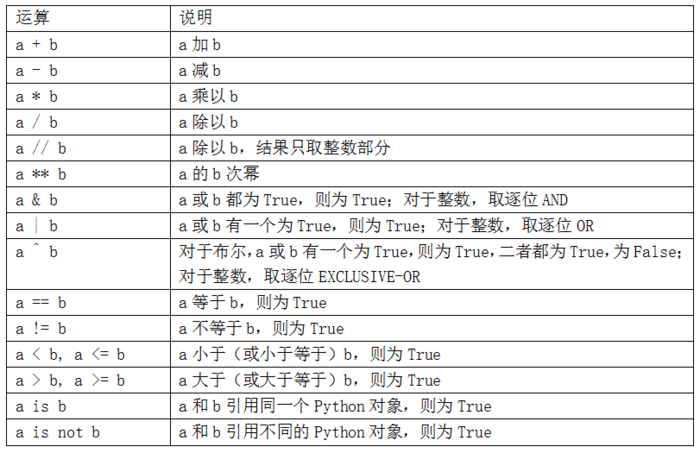 运算 说明
a + b a 加 b
a - b a 减 b
a * b a 乘以 b
a / b a 除以 b
a // b a 除以 b，结果只取整数部分
a ** b a 的 b 次幂
a & b a 或 b 都为 True，则为 True；对于整数，取逐位 AND
a | b a 或 b 有一个为 True，则为 True；对于整数，取逐位 OR
a ^ b 对于布尔，a 或 b 有一个为 True，则为 True，二者都为 True，为 False；
对于整数，取逐位 EXCLUSIVE-OR
a == b a 等于 b，则为 True
a != b a 不等于 b，则为 True
a < b, a <= b a 小于（或小于等于）b，则为 True
a > b, a >= b a 大于（或大于等于）b，则为 True
a is b a 和 b 引用同一个 Python 对象，则为 True
a is not b a 和 b 引用不同的 Python 对象，则为 True